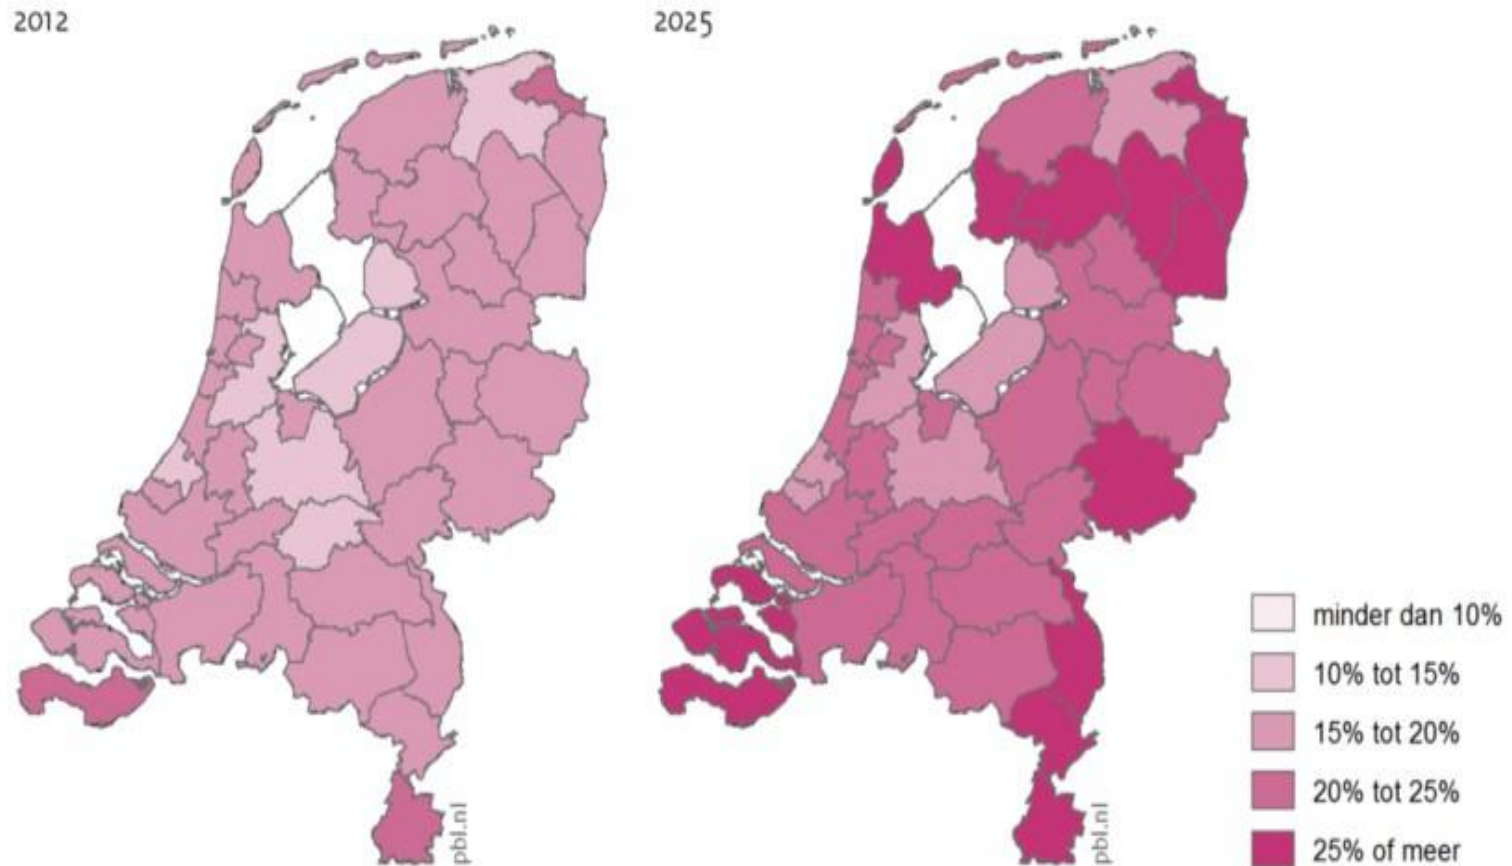 2012
2025
minder dan 10%
10% tot 15%
15% tot 20%
20% tot 25%
25% of meer
pbl.nl
pbl.nl